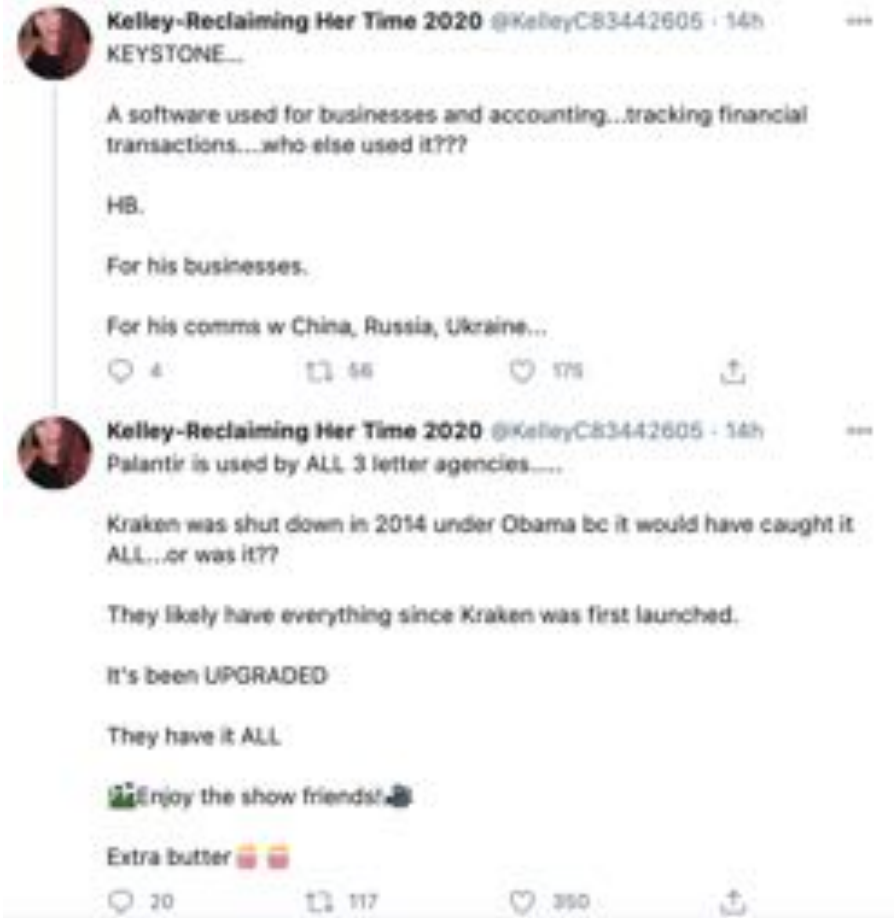 Kelley-Reclaiming Her Time 2020 @KelleyC83442605 · 14h
KEYSTONE...
A software used for businesses and accounting...tracking financial
transactions....who else used it???
HB.
For his businesses.
For his comms w China, Russia, Ukraine...
4 56 175
Kelley-Reclaiming Her Time 2020 @KelleyC83442605 · 14h
Palantir is used by ALL 3 letter agencies.....
Kraken was shut down in 2014 under Obama bc it would have caught it
ALL...or was it??
They likely have everything since Kraken was first launched.
It's been UPGRADED
They have it ALL
🎬Enjoy the show friends!🎥
Extra butter🍿🍿
20 117 350